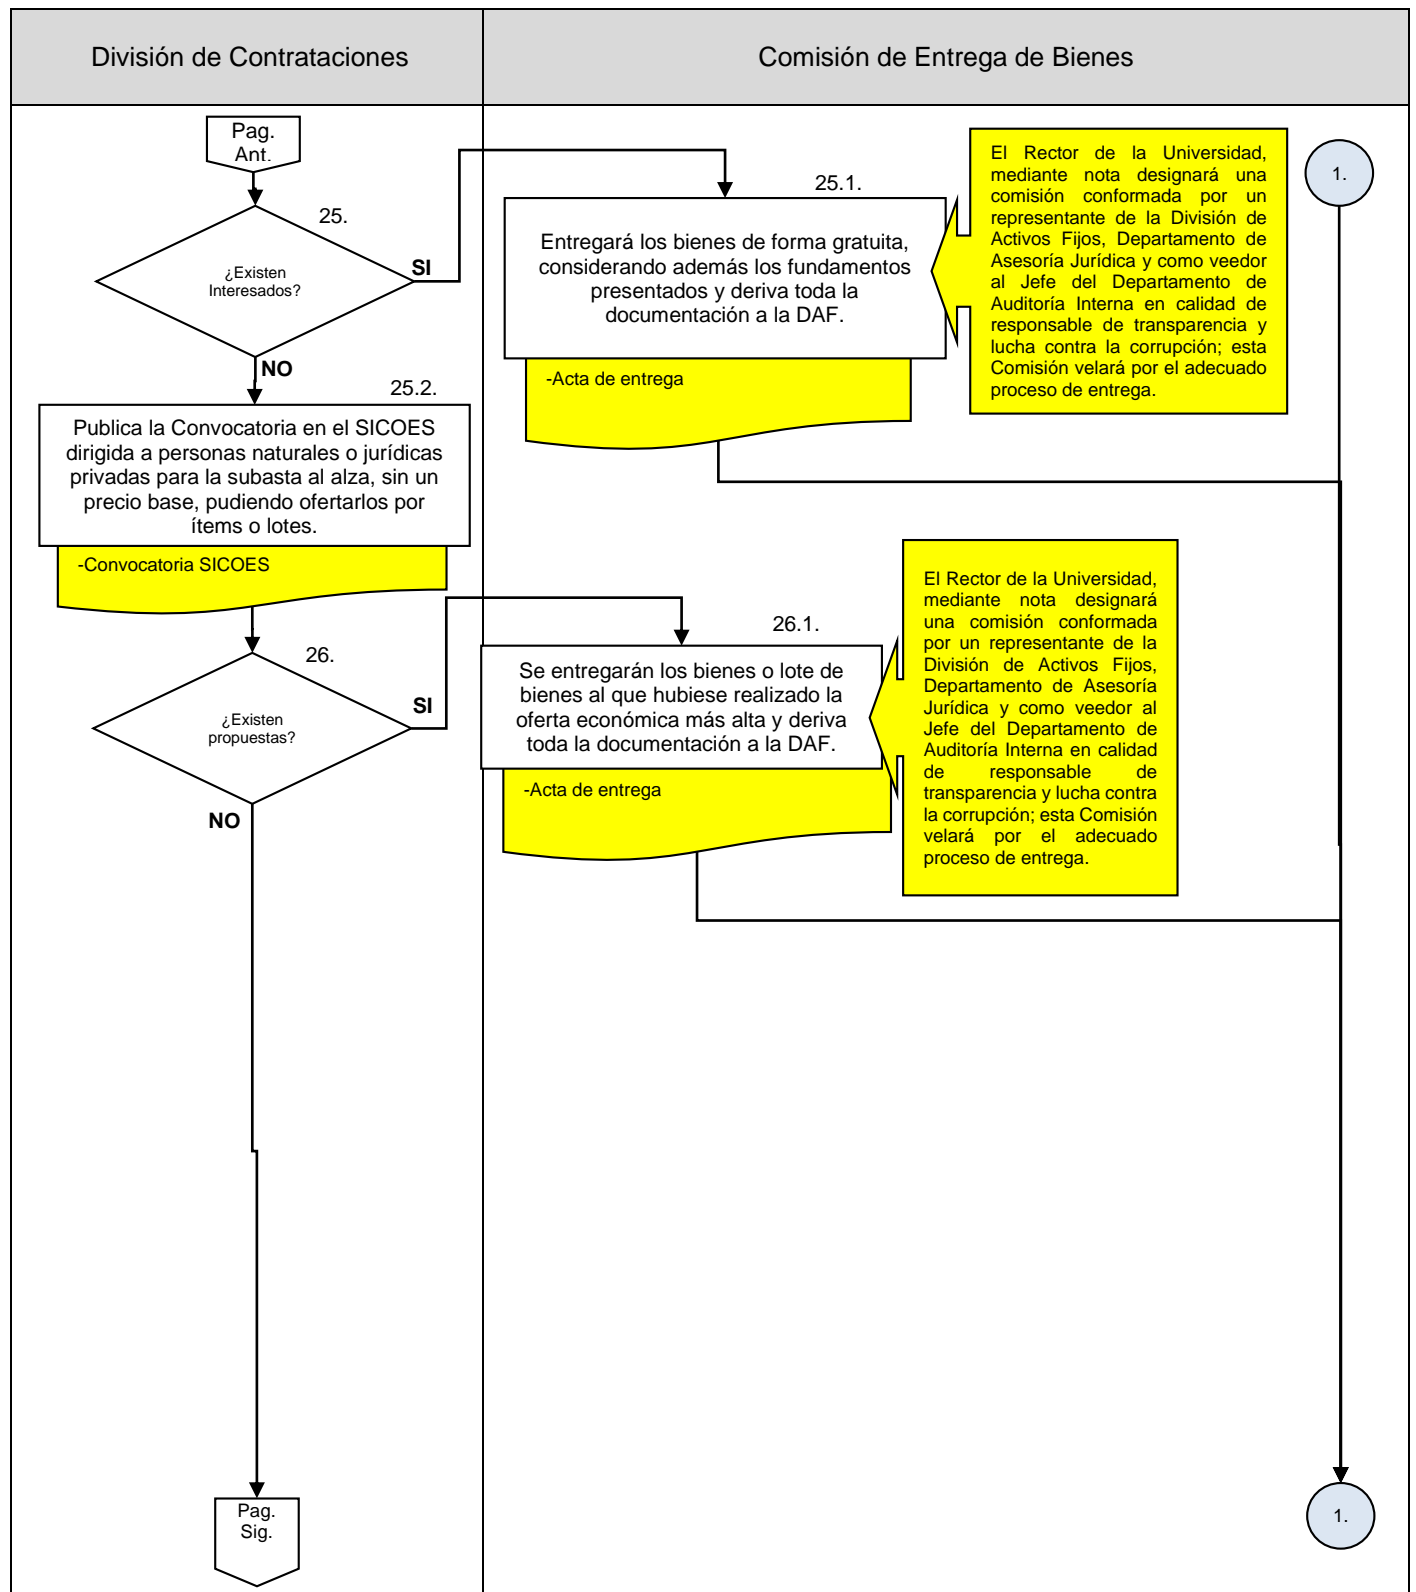 División de Contrataciones
Comisión de Entrega de Bienes
Pag.
Ant.
25.
¿Existen
Interesados?
SI
NO
25.1.
Entregará los bienes de forma gratuita,
considerando además los fundamentos
presentados y deriva toda la
documentación a la DAF.
-Acta de entrega
El Rector de la Universidad,
mediante nota designará una
comisión conformada por un
representante de la División de
Activos Fijos, Departamento de
Asesoría Jurídica y como veedor
al Jefe del Departamento de
Auditoría Interna en calidad de
responsable de transparencia y
lucha contra la corrupción; esta
Comisión velará por el adecuado
proceso de entrega.
1.
25.2.
Publica la Convocatoria en el SICOES
dirigida a personas naturales o jurídicas
privadas para la subasta al alza, sin un
precio base, pudiendo ofertarlos por
ítems o lotes.
-Convocatoria SICOES
26.
¿Existen
propuestas?
SI
NO
26.1.
Se entregarán los bienes o lote de
bienes al que hubiese realizado la
oferta económica más alta y deriva
toda la documentación a la DAF.
-Acta de entrega
El Rector de la Universidad,
mediante nota designará
una comisión conformada
por un representante de la
División de Activos Fijos,
Departamento de Asesoría
Jurídica y como veedor al
Jefe del Departamento de
Auditoría Interna en calidad
de responsable de
transparencia y lucha contra
la corrupción; esta Comisión
velará por el adecuado
proceso de entrega.
Pag.
Sig.
1.